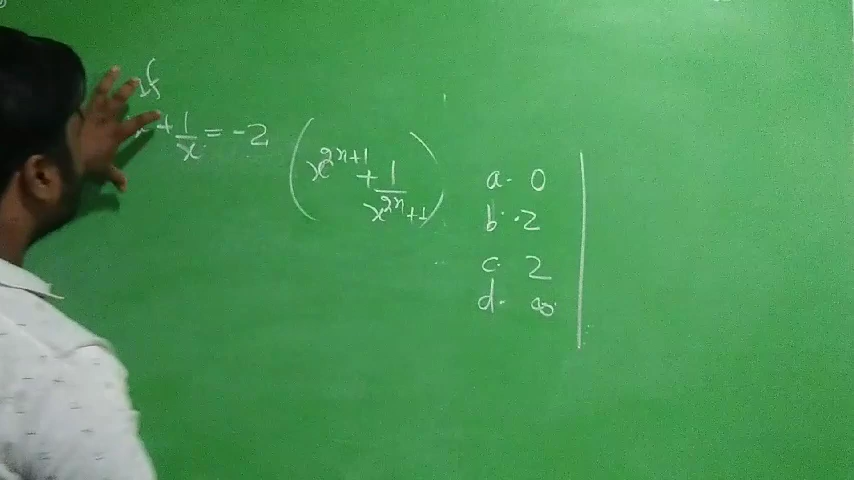 If
x + 1/x = -2 (x^{2n+1} + 1/x^{2n+1})
a. 0
b. -2
c. 2
d. ∞